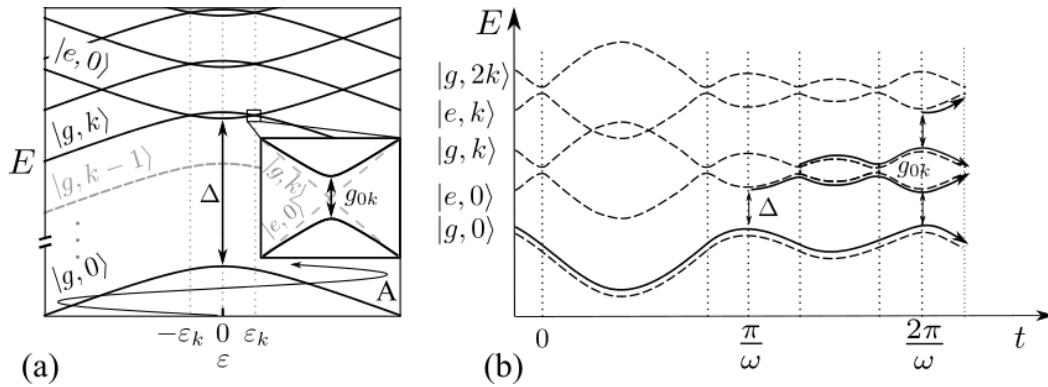 E
|e, 0⟩
|g, k⟩
|g, k − 1⟩
|g, 0⟩
Δ
|g, k⟩
|e, 0⟩
g0k
A
−εk 0 εk
ε
(a)
E
|g, 2k⟩
|e, k⟩
|g, k⟩
|e, 0⟩
|g, 0⟩
Δ
g0k
0
π/ω
2π/ω
t
(b)